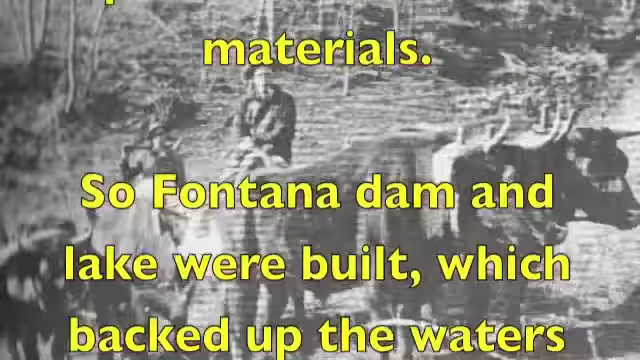 materials.
So Fontana dam and
lake were built, which
backed up the waters